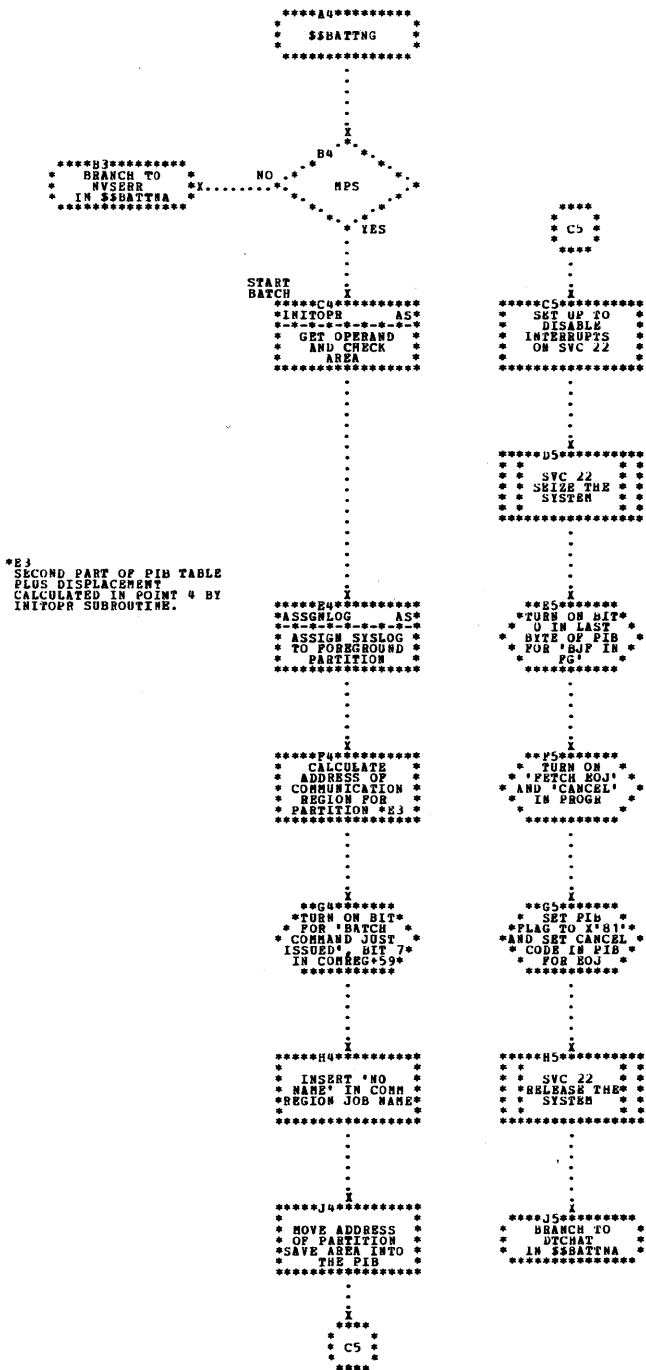 A4
$$BATTNG
B4
B3
BRANCH TO
NVSERR
IN $$BATTNA
NO
MPS
YES
START
BATCH
C4
INITOPR AS
GET OPERAND
AND CHECK
AREA
*E3
SECOND PART OF PIB TABLE
PLUS DISPLACEMENT
CALCULATED IN POINT 4 BY
INITOPR SUBROUTINE.
E4
ASSGNLOG AS
ASSIGN SYSLOG
TO FOREGROUND
PARTITION
F4
CALCULATE
ADDRESS OF
COMMUNICATION
REGION FOR
PARTITION *E3
G4
TURN ON BIT
FOR 'BATCH
COMMAND JUST
ISSUED', BIT 7
IN COMREG+59
H4
INSERT 'NO
NAME' IN COMM
REGION JOB NAME
J4
MOVE ADDRESS
OF PARTITION
SAVE AREA INTO
THE PIB
C5
C5
C5
SET UP TO
DISABLE
INTERRUPTS
ON SVC 22
D5
SVC 22
SEIZE THE
SYSTEM
E5
TURN ON BIT
0 IN LAST
BYTE OF PIB
FOR 'BJF IN
FG'
F5
TURN ON
'FETCH EOJ'
AND 'CANCEL'
IN PROGR
G5
SET PIB
FLAG TO X'81'
AND SET CANCEL
CODE IN PIB
FOR EOJ
H5
SVC 22
RELEASE THE
SYSTEM
J5
BRANCH TO
DTCHAT
IN $$BATTNA